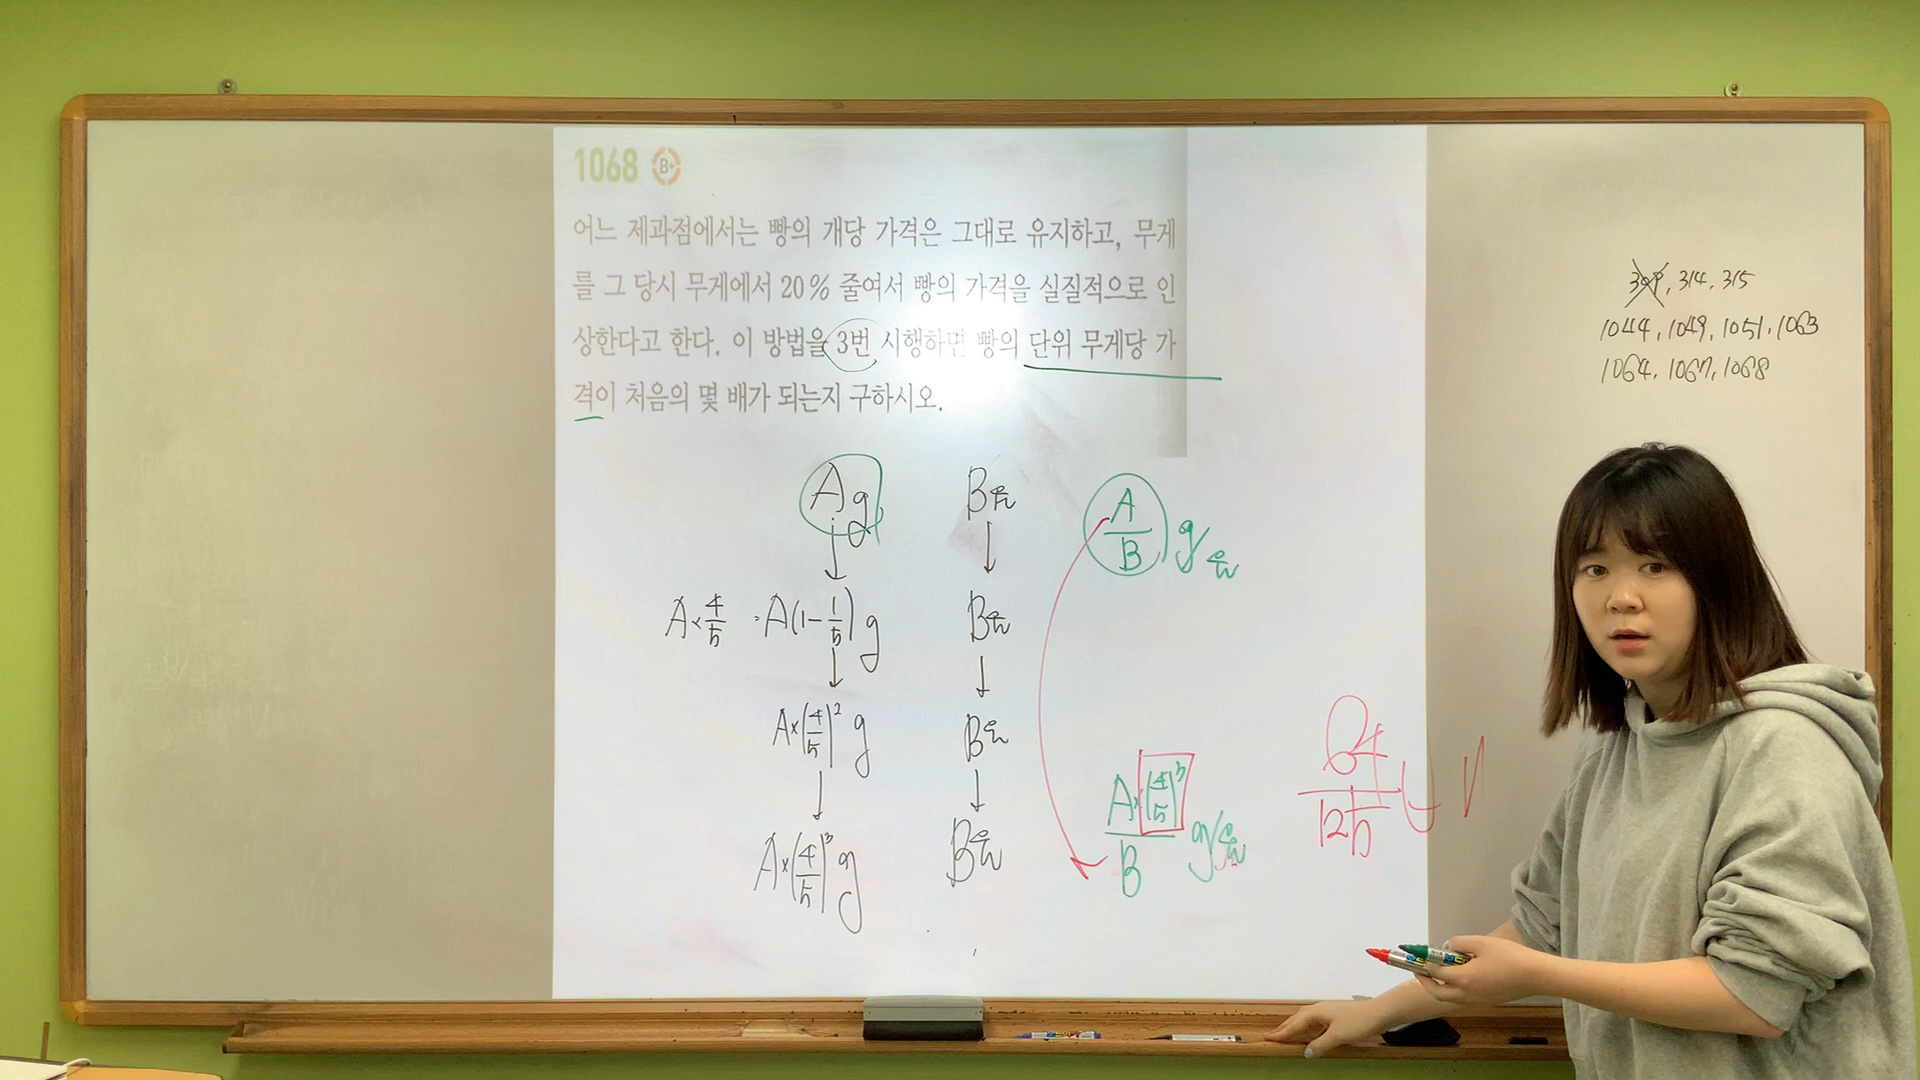 1068 B+
어느 제과점에서는 빵의 개당 가격은 그대로 유지하고, 무게
를 그 당시 무게에서 20% 줄여서 빵의 가격을 실질적으로 인
상한다고 한다. 이 방법을 3번 시행하면 빵의 단위 무게당 가
격이 처음의 몇 배가 되는지 구하시오.
309, 314, 315
1044, 1049, 1051, 1063
1064, 1067, 1068
A g B원 A/B g/원
A×4/5 = A(1-1/5) g B원
A×(4/5)² g B원
A×(4/5)³ g B원 A×(4/5)³/B g/원
64/125 배